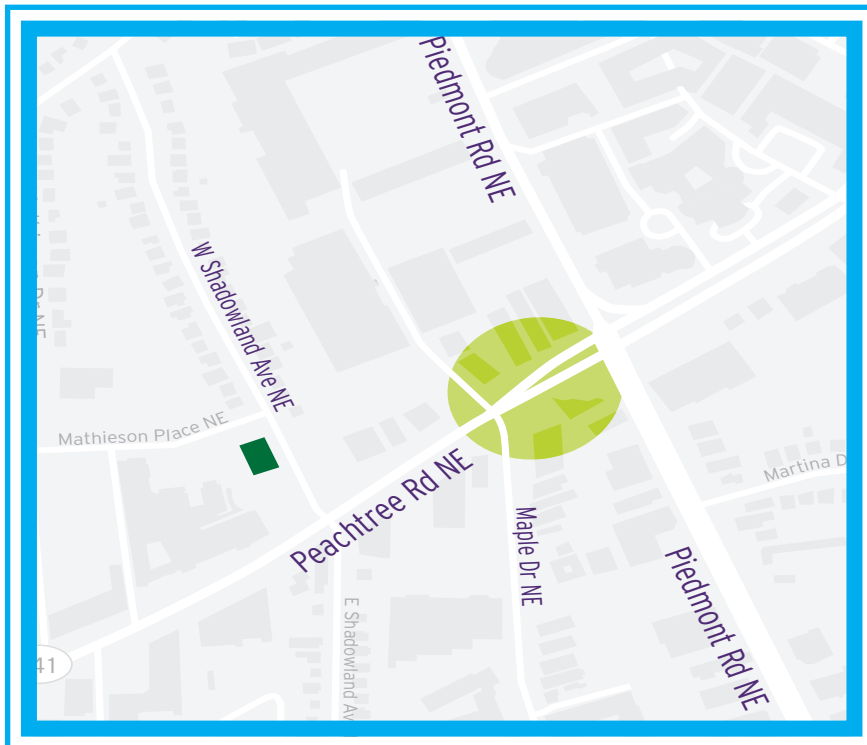 Piedmont Rd NE
W Shadowland Ave NE
Mathieson Place NE
Peachtree Rd NE
Maple Dr NE
Martina D
Piedmont Rd NE
E Shadowland Av
41